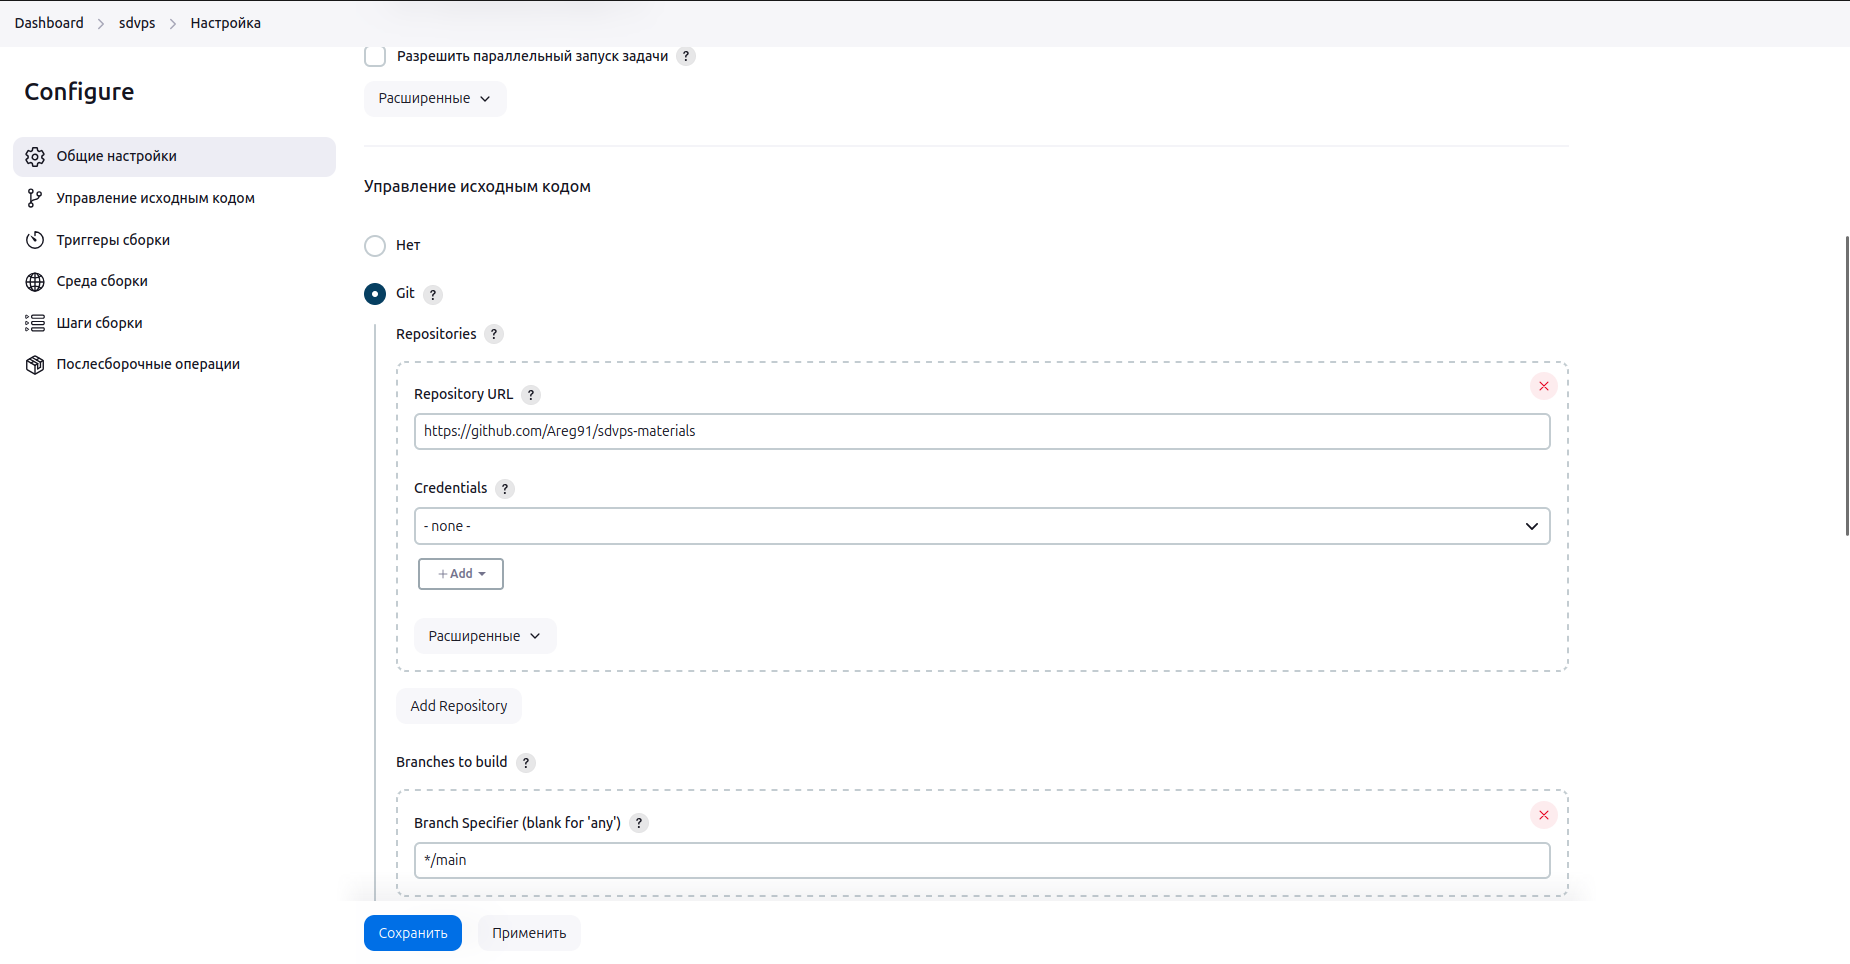 Dashboard > sdvps > Настройка
Configure
Общие настройки
Управление исходным кодом
Триггеры сборки
Среда сборки
Шаги сборки
Послесборочные операции
Разрешить параллельный запуск задачи ?
Расширенные
Управление исходным кодом
Нет
Git ?
Repositories ?
Repository URL ?
https://github.com/Areg91/sdvps-materials
Credentials ?
- none -
+ Add
Расширенные
Add Repository
Branches to build ?
Branch Specifier (blank for 'any') ?
*/main
Сохранить
Применить